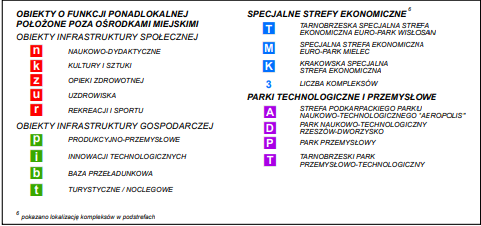 OBIEKTY O FUNKCJI PONADLOKALNEJ
POŁOŻONE POZA OŚRODKAMI MIEJSKIMI
OBIEKTY INFRASTRUKTURY SPOŁECZNEJ
n NAUKOWO-DYDAKTYCZNE
k KULTURY I SZTUKI
z OPIEKI ZDROWOTNEJ
u UZDROWISKA
r REKREACJI I SPORTU
OBIEKTY INFRASTRUKTURY GOSPODARCZEJ
p PRODUKCYJNO-PRZEMYSŁOWE
i INNOWACJI TECHNOLOGICZNYCH
b BAZA PRZEŁADUNKOWA
t TURYSTYCZNE / NOCLEGOWE
6 pokazano lokalizację kompleksów w podstrefach
SPECJALNE STREFY EKONOMICZNE 6
T TARNOBRZESKA SPECJALNA STREFA
EKONOMICZNA EURO-PARK WISŁOSAN
M SPECJALNA STREFA EKONOMICZNA
EURO-PARK MIELEC
K KRAKOWSKA SPECJALNA
STREFA EKONOMICZNA
3 LICZBA KOMPLEKSÓW
PARKI TECHNOLOGICZNE I PRZEMYSŁOWE
A STREFA PODKARPACKIEGO PARKU
NAUKOWO-TECHNOLOGICZNEGO "AEROPOLIS"
D PARK NAUKOWO-TECHNOLOGICZNY
RZESZÓW-DWORZYSKO
P PARK PRZEMYSŁOWY
T TARNOBRZESKI PARK
PRZEMYSŁOWO-TECHNOLOGICZNY